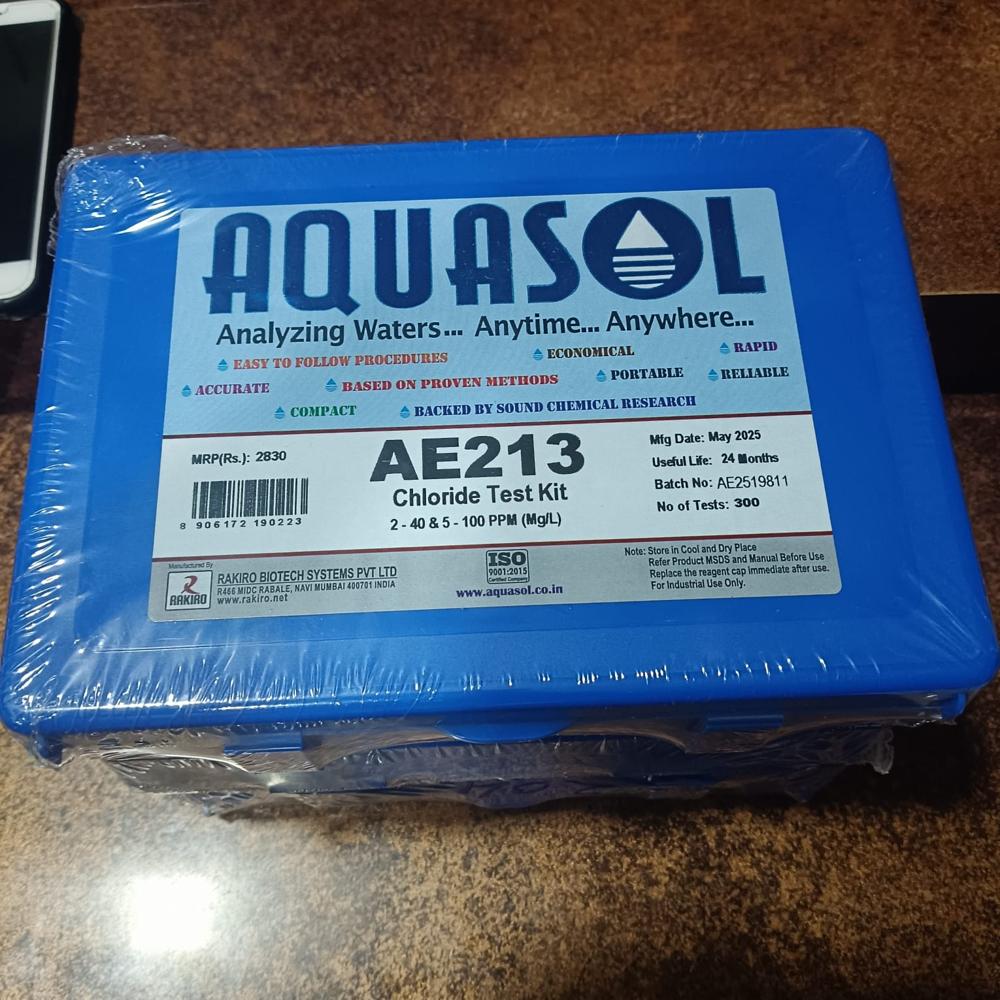 AQUASOL
Analyzing Waters... Anytime... Anywhere...
EASY TO FOLLOW PROCEDURES ECONOMICAL RAPID
ACCURATE BASED ON PROVEN METHODS PORTABLE RELIABLE
COMPACT BACKED BY SOUND CHEMICAL RESEARCH
MRP(Rs.): 2830
8 906172 190223
AE213
Chloride Test Kit
2 - 40 & 5 - 100 PPM (Mg/L)
Mfg Date: May 2025
Useful Life: 24 Months
Batch No: AE2519811
No of Tests: 300
Manufactured By
RAKIRO
RAKIRO BIOTECH SYSTEMS PVT LTD
R466 MIDC RABALE, NAVI MUMBAI 400701 INDIA
www.rakiro.net
ISO
9001:2015
Certified Company
www.aquasol.co.in
Note: Store in Cool and Dry Place
Refer Product MSDS and Manual Before Use
Replace the reagent cap immediate after use.
For Industrial Use Only.